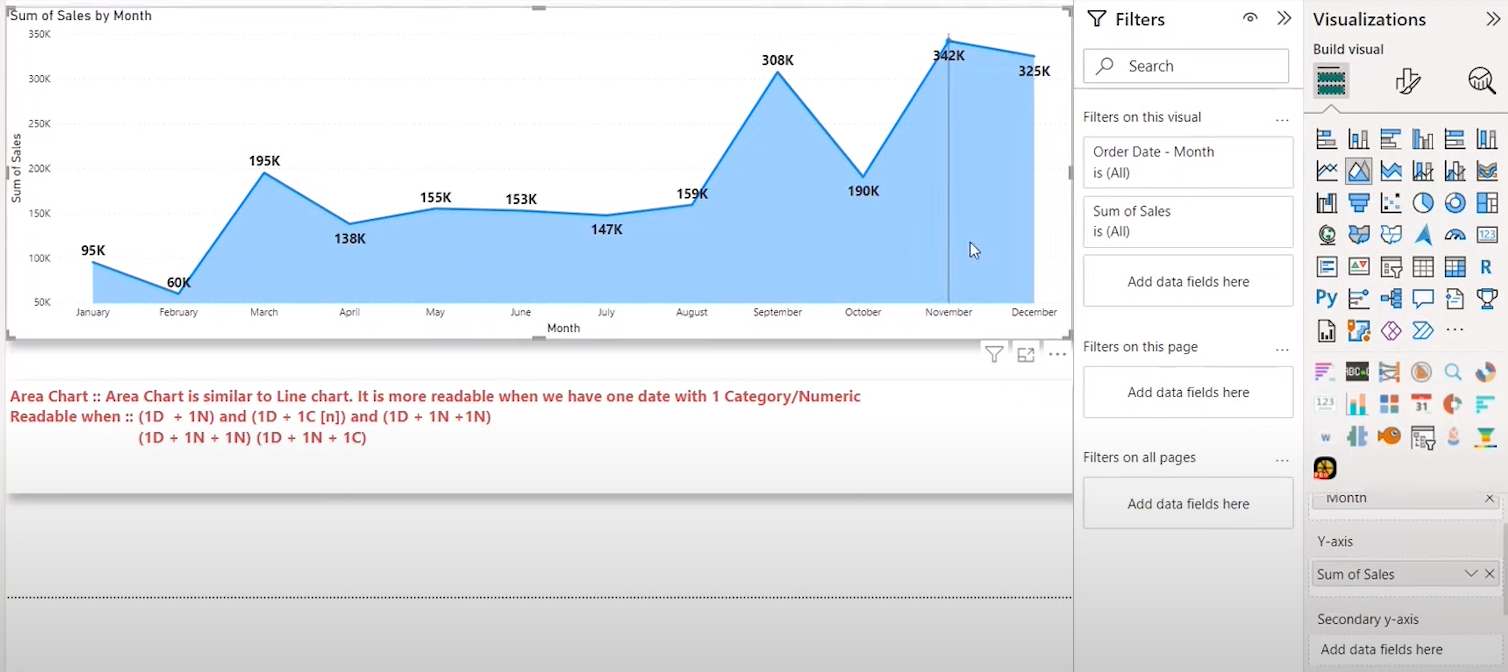 Sum of Sales by Month
350K
300K
250K
200K
150K
100K
50K
Sum of Sales
95K
60K
195K
138K
155K
153K
147K
159K
308K
190K
342K
325K
January February March April May June July August September October November December
Month
Area Chart :: Area Chart is similar to Line chart. It is more readable when we have one date with 1 Category/Numeric
Readable when :: (1D + 1N) and (1D + 1C [n]) and (1D + 1N +1N)
(1D + 1N + 1N) (1D + 1N + 1C)
Filters
Search
Filters on this visual
Order Date - Month
is (All)
Sum of Sales
is (All)
Add data fields here
Filters on this page
Add data fields here
Filters on all pages
Add data fields here
Visualizations
Build visual
123
R
Py
123
31
W
Month
Y-axis
Sum of Sales
Secondary y-axis
Add data fields here